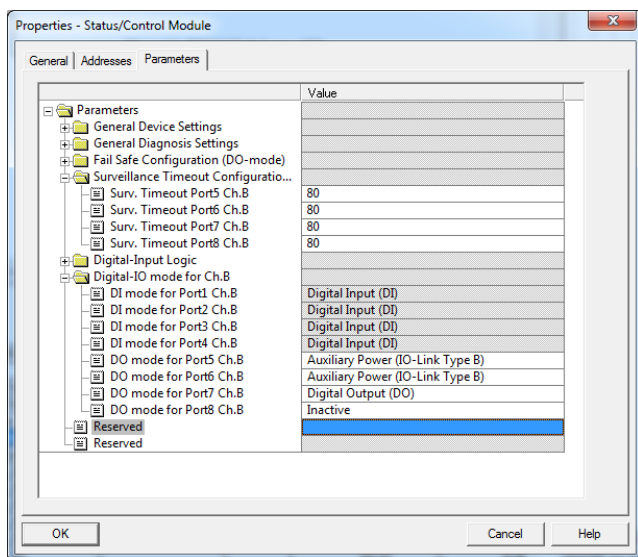 Properties - Status/Control Module
General Addresses Parameters
Value
Parameters
General Device Settings
General Diagnosis Settings
Fail Safe Configuration (DO-mode)
Surveillance Timeout Configuratio...
Surv. Timeout Port5 Ch.B 80
Surv. Timeout Port6 Ch.B 80
Surv. Timeout Port7 Ch.B 80
Surv. Timeout Port8 Ch.B 80
Digital-Input Logic
Digital-IO mode for Ch.B
DI mode for Port1 Ch.B Digital Input (DI)
DI mode for Port2 Ch.B Digital Input (DI)
DI mode for Port3 Ch.B Digital Input (DI)
DI mode for Port4 Ch.B Digital Input (DI)
DO mode for Port5 Ch.B Auxiliary Power (IO-Link Type B)
DO mode for Port6 Ch.B Auxiliary Power (IO-Link Type B)
DO mode for Port7 Ch.B Digital Output (DO)
DO mode for Port8 Ch.B Inactive
Reserved
Reserved
OK Cancel Help